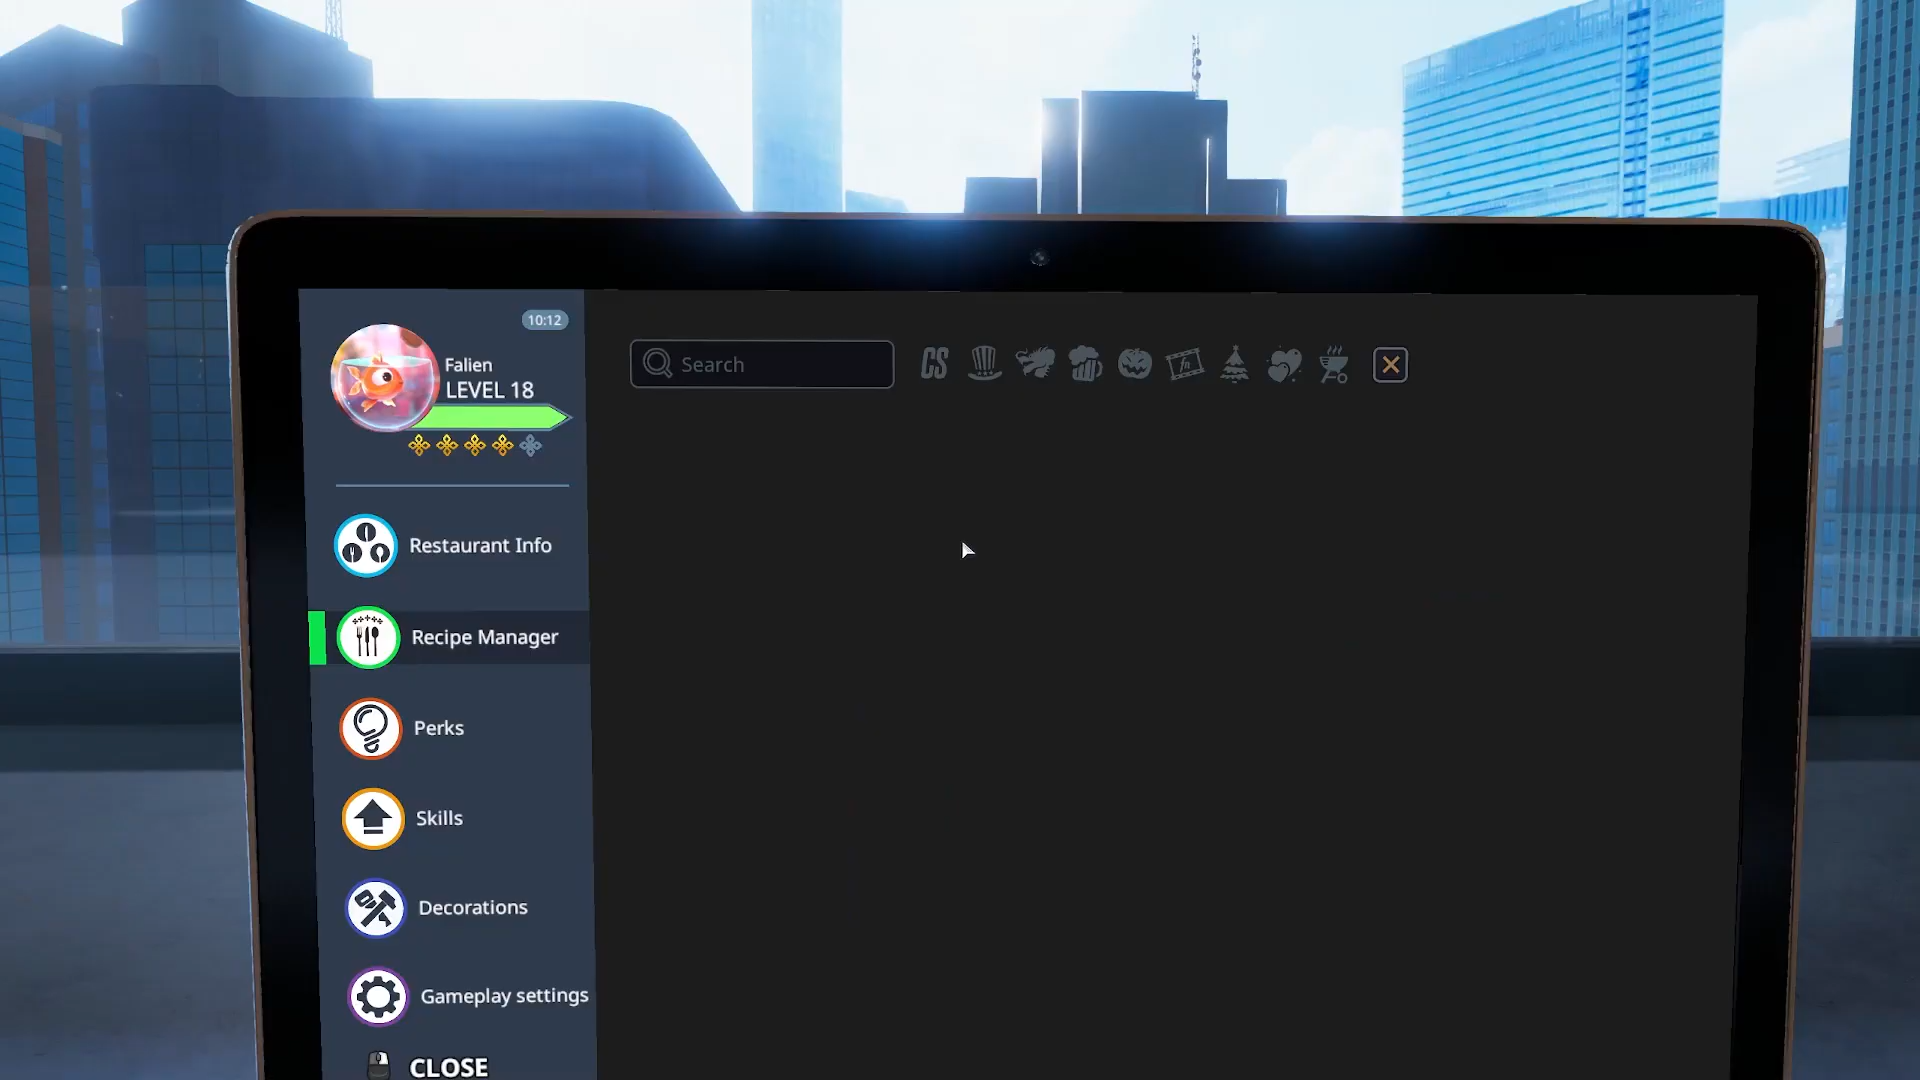 10:12
Falien
LEVEL 18
Search
CS
Restaurant Info
Recipe Manager
Perks
Skills
Decorations
Gameplay settings
CLOSE